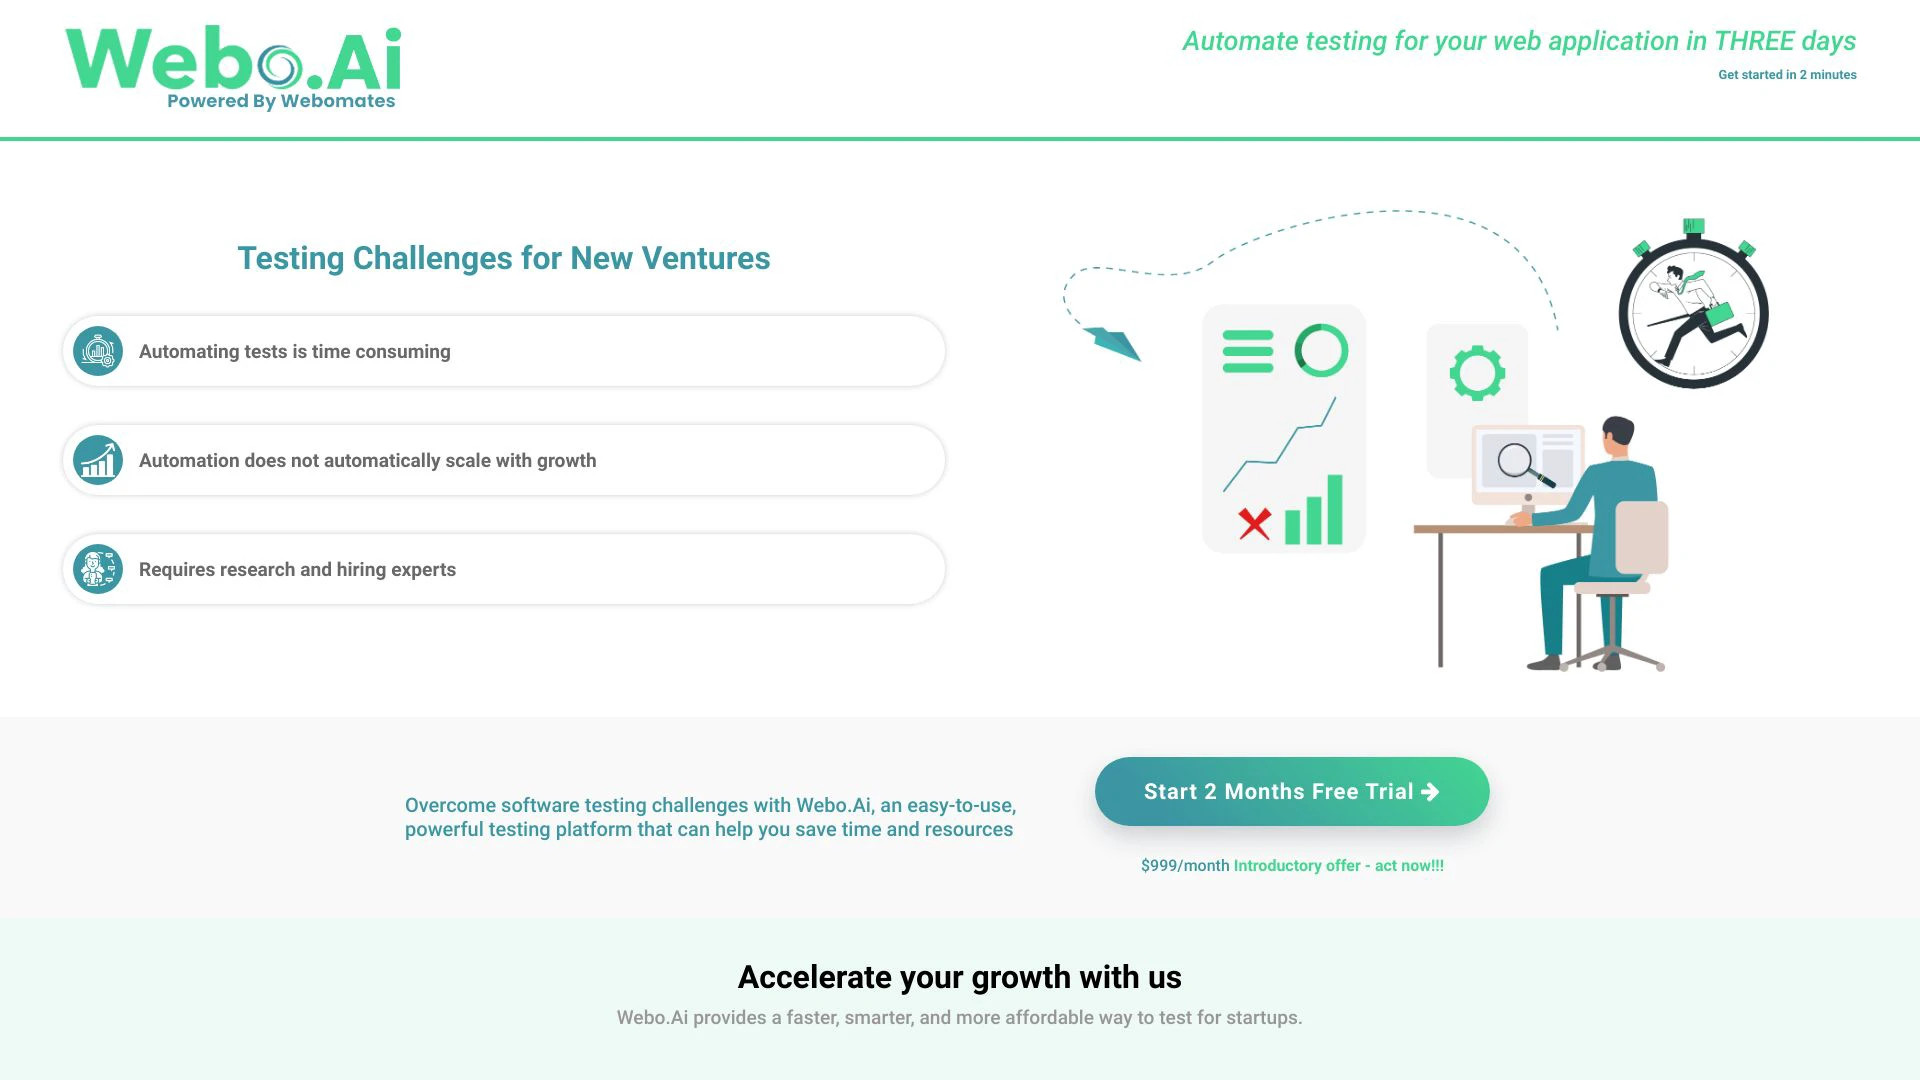 Webo.Ai
Powered By Webomates
Automate testing for your web application in THREE days
Get started in 2 minutes
Testing Challenges for New Ventures
Automating tests is time consuming
Automation does not automatically scale with growth
Requires research and hiring experts
Overcome software testing challenges with Webo.Ai, an easy-to-use,
powerful testing platform that can help you save time and resources
Start 2 Months Free Trial
$999/month Introductory offer - act now!!!
Accelerate your growth with us
Webo.Ai provides a faster, smarter, and more affordable way to test for startups.